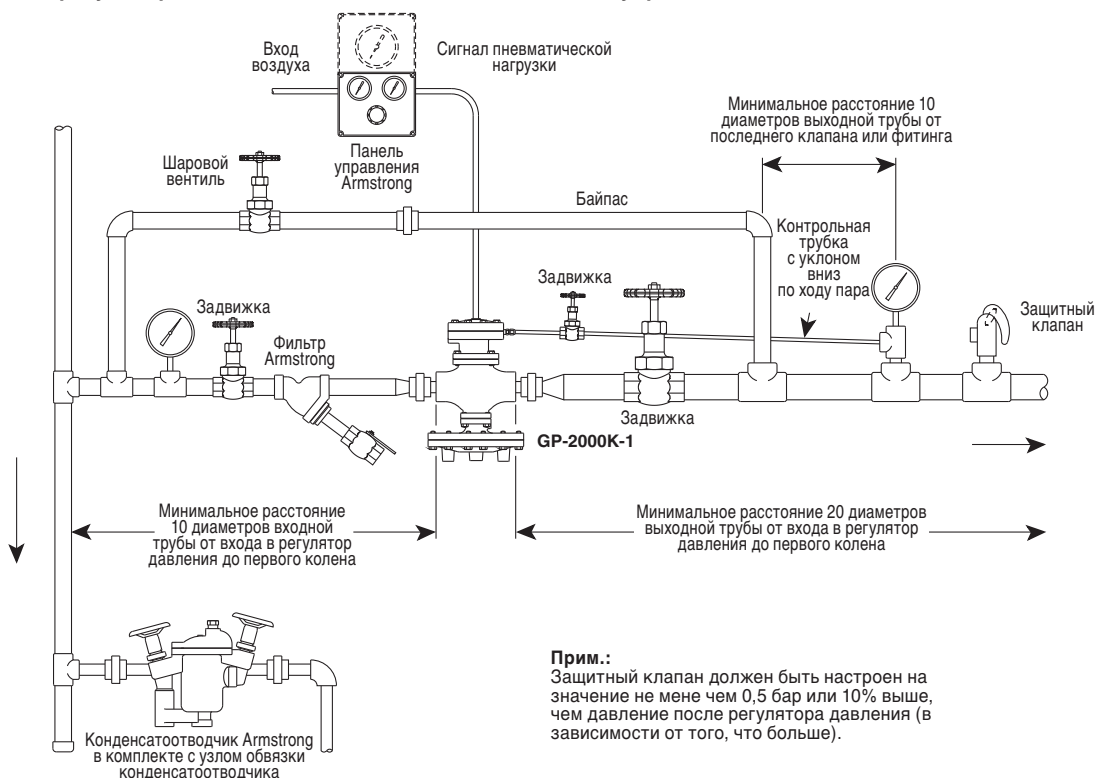 Вход
воздуха
Сигнал пневматической
нагрузки
Минимальное расстояние 10
диаметров выходной трубы от
последнего клапана или фитинга
Шаровой
вентиль
Панель
управления
Armstrong
Байпас
Контрольная
трубка
с уклоном
вниз
по ходу пара
Задвижка
Задвижка
Защитный
клапан
Фильтр
Armstrong
Задвижка
GP-2000K-1
Минимальное расстояние
10 диаметров входной
трубы от входа в регулятор
давления до первого колена
Минимальное расстояние 20 диаметров
выходной трубы от входа в регулятор
давления до первого колена
Прим.:
Защитный клапан должен быть настроен на
значение не мене чем 0,5 бар или 10% выше,
чем давление после регулятора давления (в
зависимости от того, что больше).
Конденсатоотводчик Armstrong
в комплекте с узлом обвязки
конденсатоотводчика